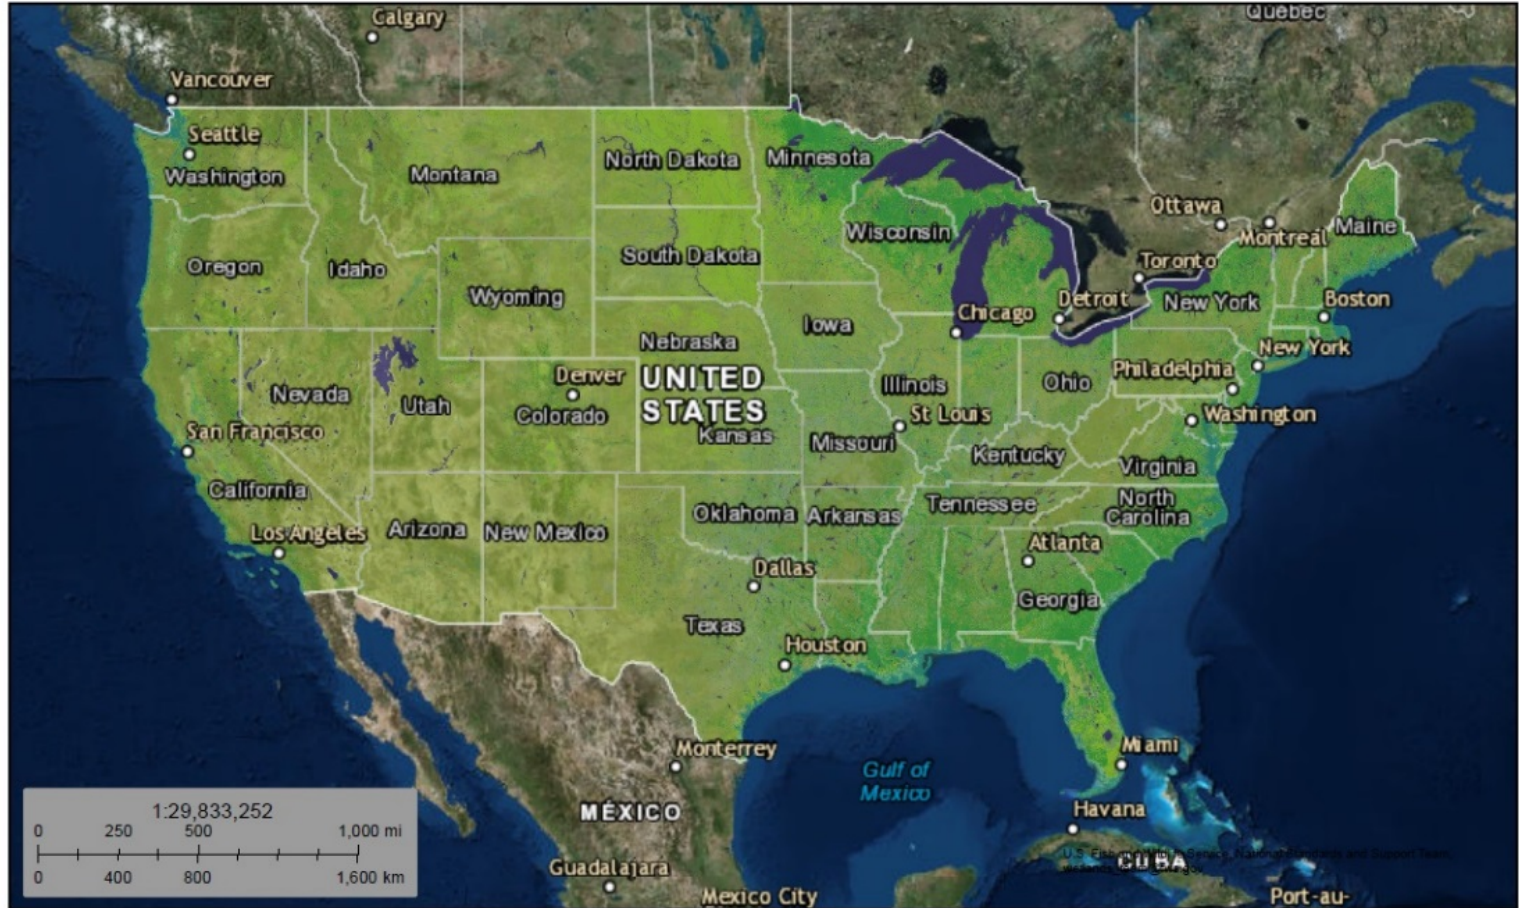 Calgary
Québec
Vancouver
Seattle
Washington
Montana
North Dakota
Minnesota
Ottawa
Montreal
Maine
Oregon
Idaho
Wyoming
South Dakota
Wisconsin
Toronto
Detroit
New York
Boston
Chicago
Iowa
Nebraska
New York
Nevada
Utah
Denver
Colorado
UNITED
STATES
Kansas
Illinois
Ohio
Philadelphia
St Louis
Washington
San Francisco
Missouri
Kentucky
Virginia
California
Los Angeles
Arizona
New Mexico
Oklahoma
Arkansas
Tennessee
North
Carolina
Atlanta
Dallas
Georgia
Texas
Houston
Monterrey
Miami
Gulf of
Mexico
MÉXICO
Havana
CUBA
Guadalajara
Mexico City
Port-au-
1:29,833,252
0 250 500 1,000 mi
0 400 800 1,600 km